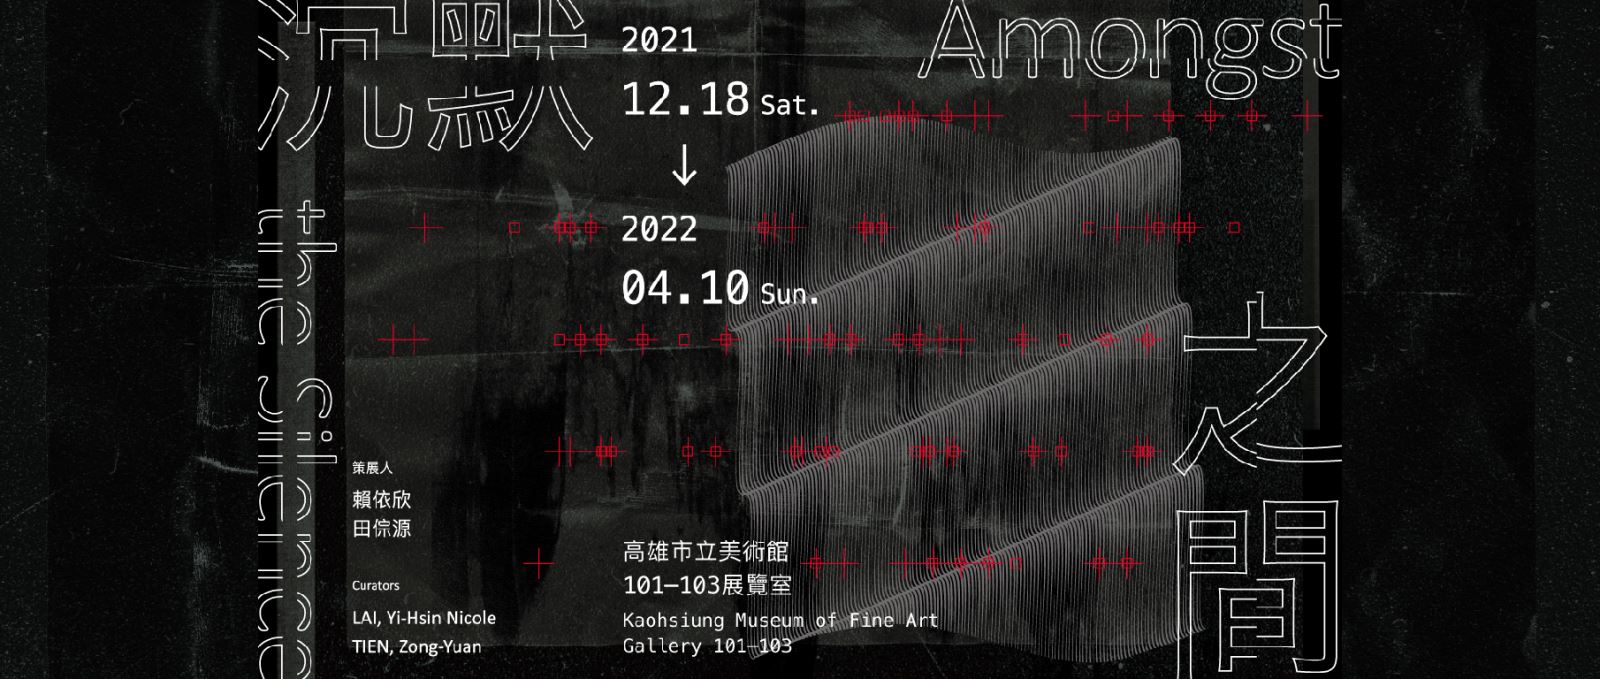 沉默
Amongst
2021
12.18 Sat.
↓
2022
04.10 Sun.
the Silence
之間
策展人
賴依欣
田倧源
Curators
LAI, Yi-Hsin Nicole
TIEN, Zong-Yuan
高雄市立美術館
101—103展覽室
Kaohsiung Museum of Fine Art
Gallery 101—103